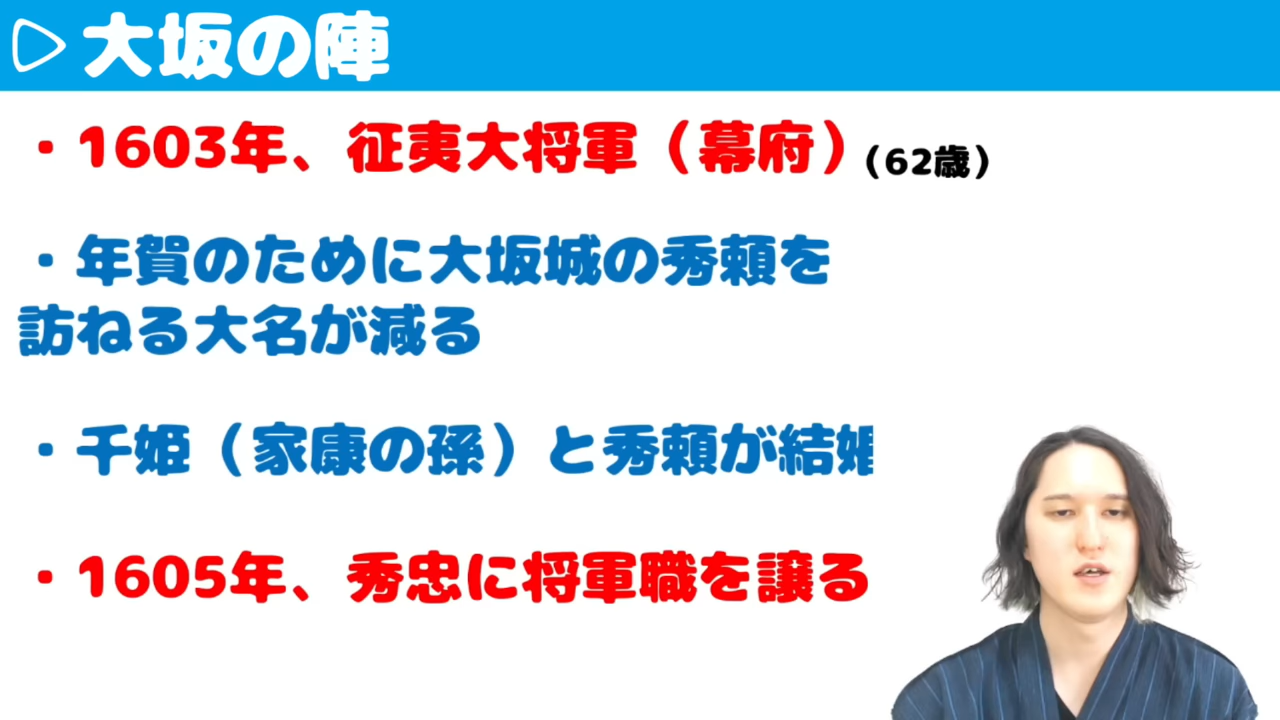 大坂の陣
・1603年、征夷大将軍（幕府）（62歳）
・年賀のために大坂城の秀頼を
訪ねる大名が減る
・千姫（家康の孫）と秀頼が結婚
・1605年、秀忠に将軍職を譲る